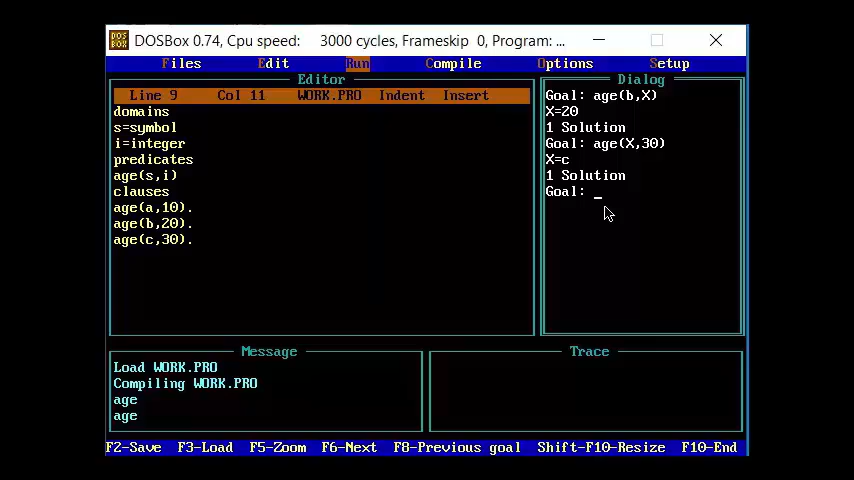 DOSBox 0.74, Cpu speed: 3000 cycles, Frameskip 0, Program: ...
Files Edit Run Compile Options Setup
Editor
Line 9 Col 11 WORK.PRO Indent Insert
domains
s=symbol
i=integer
predicates
age(s,i)
clauses
age(a,10).
age(b,20).
age(c,30).
Dialog
Goal: age(b,X)
X=20
1 Solution
Goal: age(X,30)
X=c
1 Solution
Goal: _
Message
Load WORK.PRO
Compiling WORK.PRO
age
age
Trace
F2-Save F3-Load F5-Zoom F6-Next F8-Previous goal Shift-F10-Resize F10-End